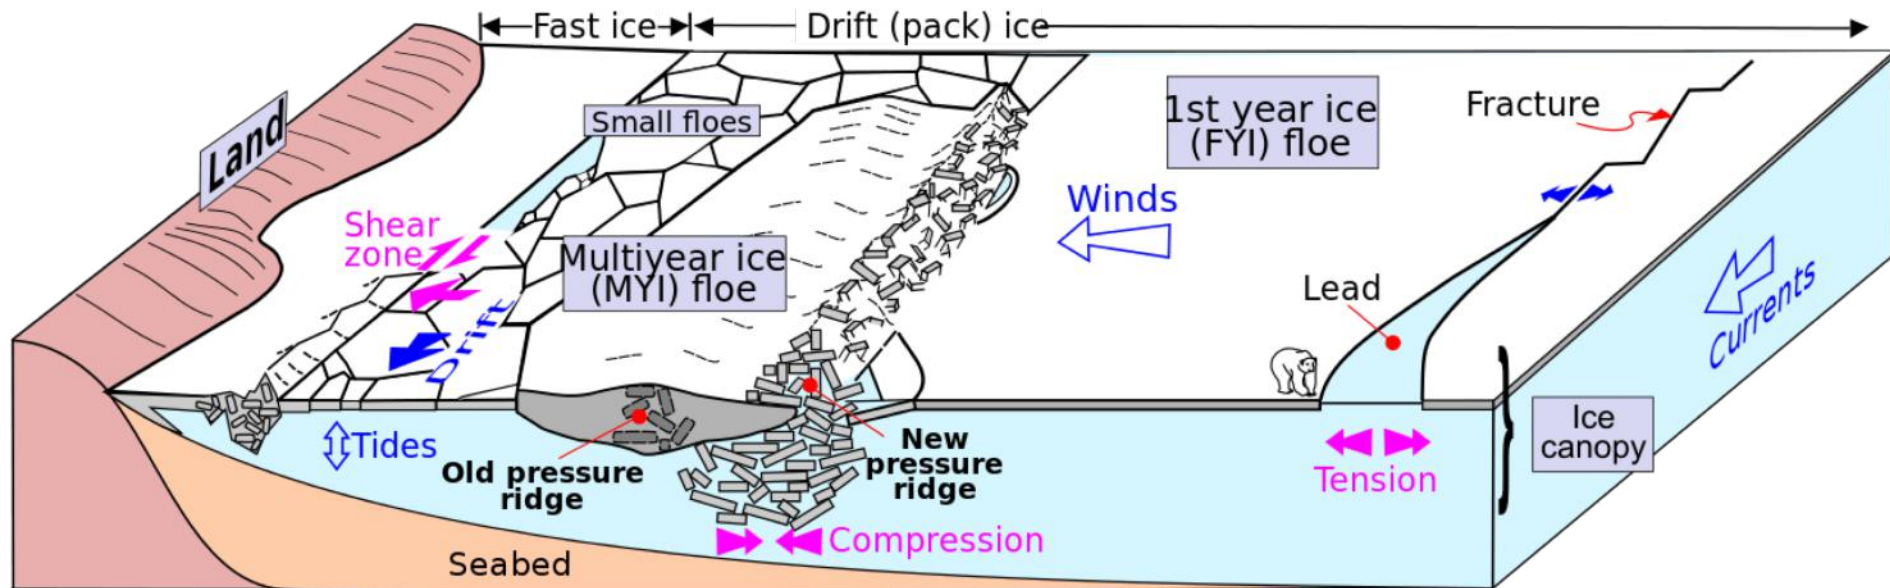 Fast ice
Drift (pack) ice
Land
Small floes
1st year ice
(FYI) floe
Fracture
Shear
zone
Winds
Multiyear ice
(MYI) floe
Drift
Lead
Currents
Tides
Old pressure
ridge
New
pressure
ridge
Ice
canopy
Tension
Compression
Seabed